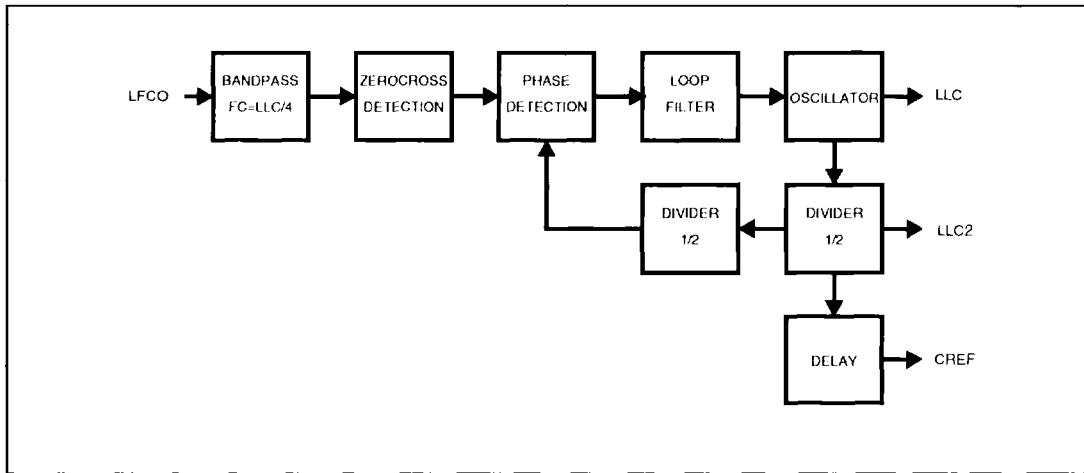 LFCO
BANDPASS
FC=LLC/4
ZEROCROSS
DETECTION
PHASE
DETECTION
LOOP
FILTER
OSCILLATOR
LLC
DIVIDER
1/2
DIVIDER
1/2
LLC2
DELAY
CREF